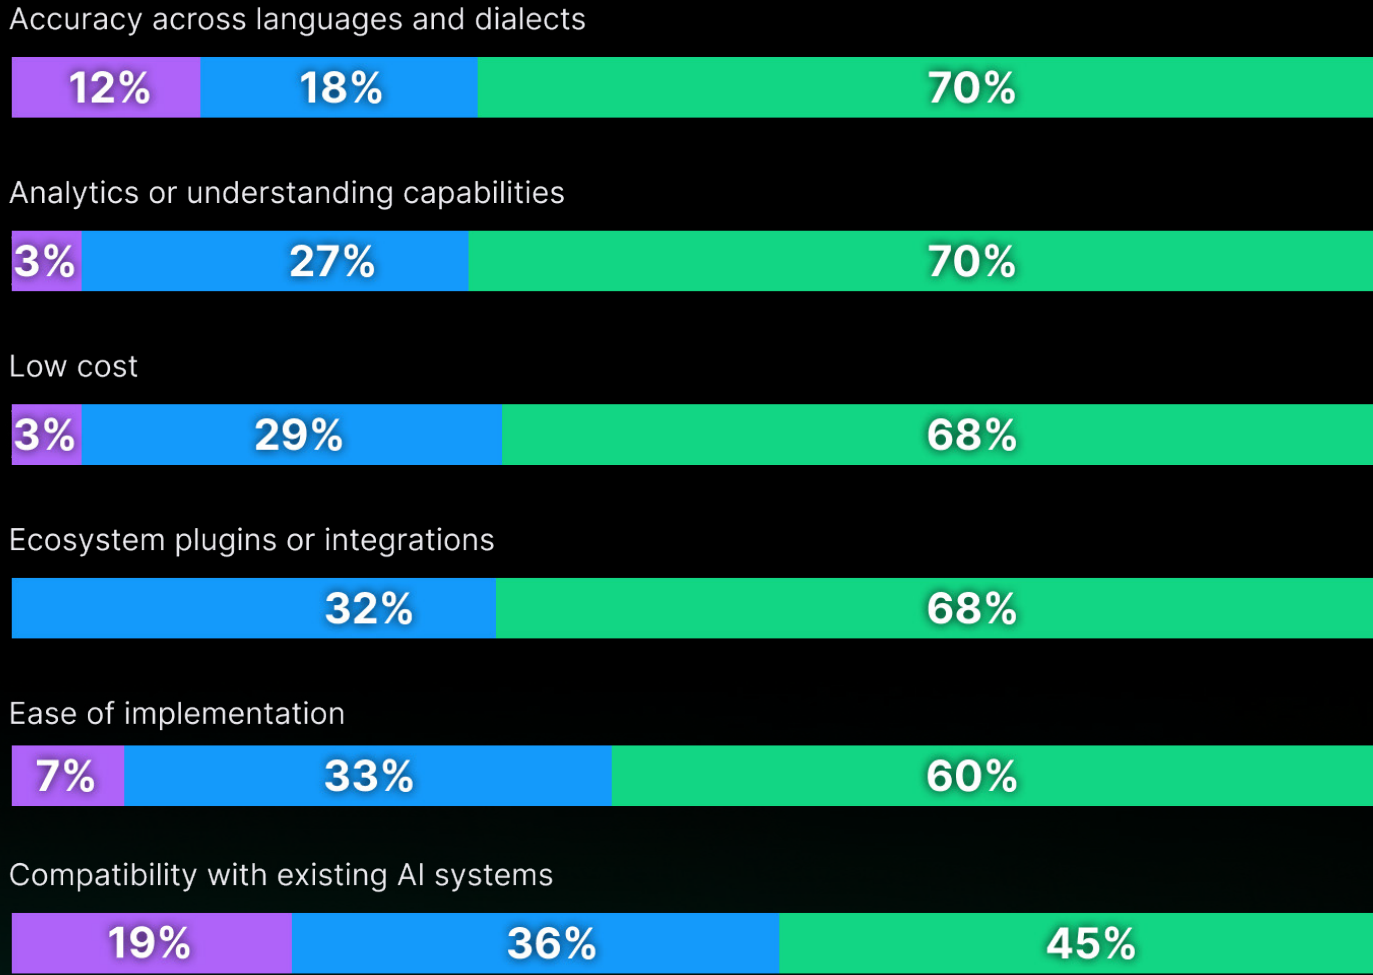 Accuracy across languages and dialects
12% 18% 70%
Analytics or understanding capabilities
3% 27% 70%
Low cost
3% 29% 68%
Ecosystem plugins or integrations
32% 68%
Ease of implementation
7% 33% 60%
Compatibility with existing AI systems
19% 36% 45%